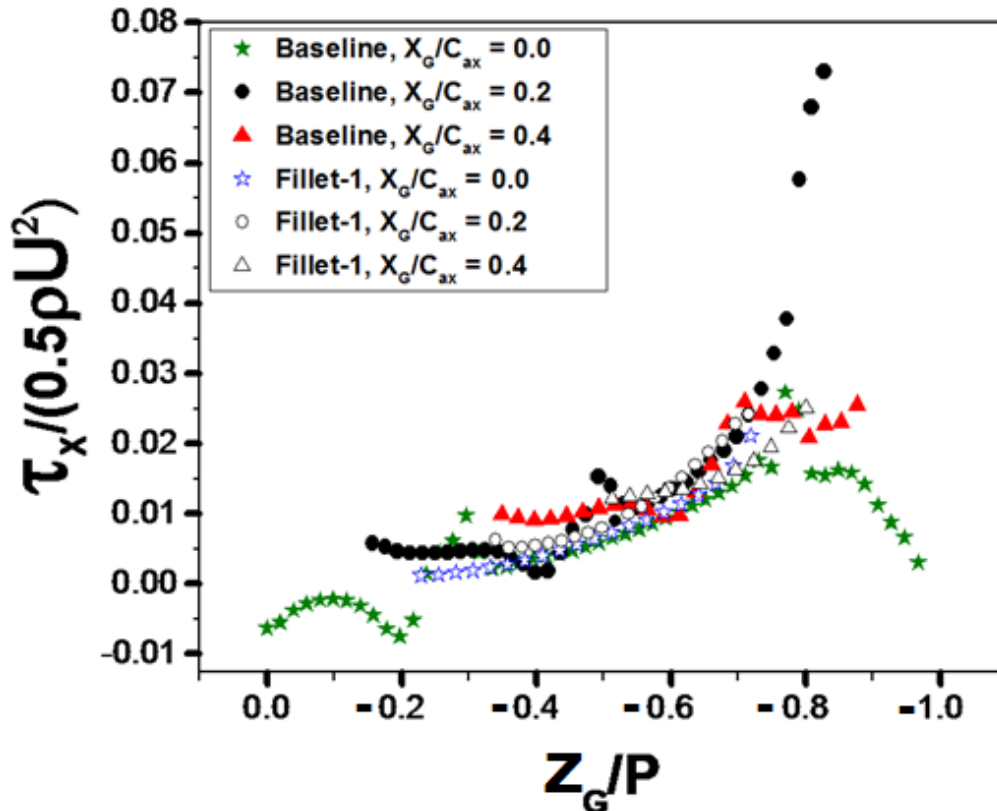 0.08
0.07
0.06
0.05
0.04
0.03
0.02
0.01
0.00
-0.01
τx/(0.5ρU²)
Baseline, XG/Cax = 0.0
Baseline, XG/Cax = 0.2
Baseline, XG/Cax = 0.4
Fillet-1, XG/Cax = 0.0
Fillet-1, XG/Cax = 0.2
Fillet-1, XG/Cax = 0.4
0.0 -0.2 -0.4 -0.6 -0.8 -1.0
ZG/P